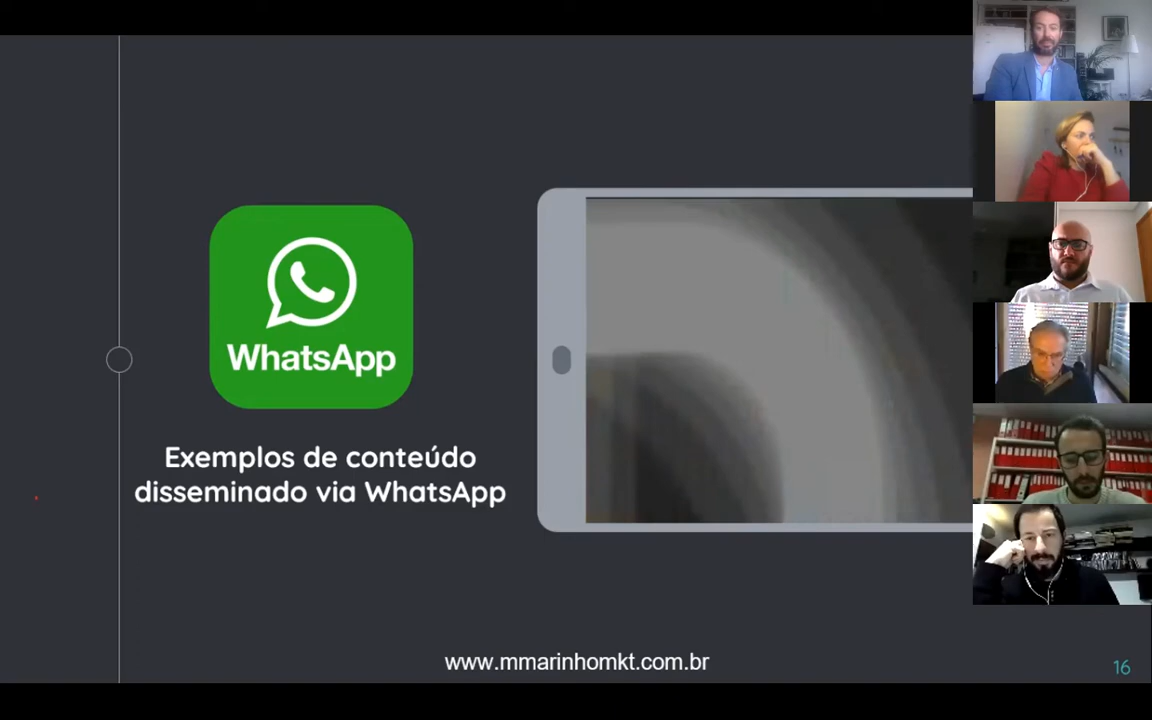 WhatsApp
Exemplos de conteúdo
disseminado via WhatsApp
www.mmarinhomkt.com.br
16